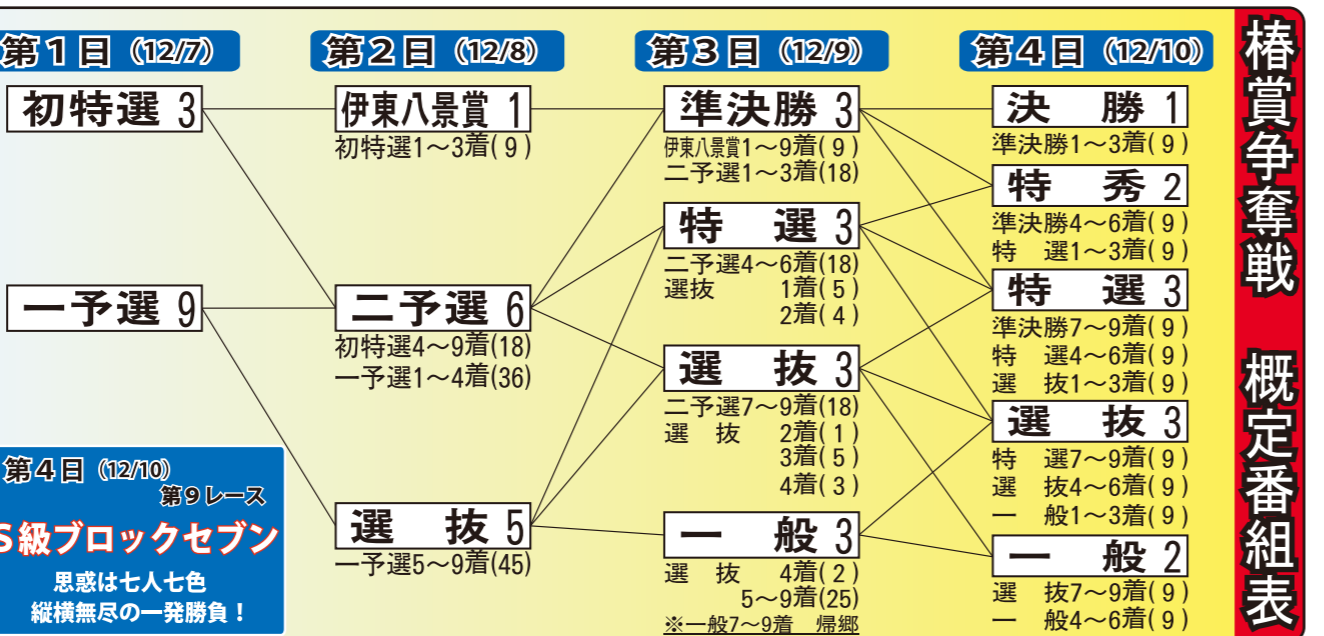 椿賞争奪戦 概定番組表
第1日 (12/7)
初特選 3
一予選 9
第2日 (12/8)
伊東八景賞 1
初特選1～3着(9)
二予選 6
初特選4～9着(18)
一予選1～4着(36)
選抜 5
一予選5～9着(45)
第3日 (12/9)
準決勝 3
伊東八景賞1～9着(9)
二予選1～3着(18)
特選 3
二予選4～6着(18)
選抜 1着(5)
2着(4)
選抜 3
二予選7～9着(18)
選抜 2着(1)
3着(5)
4着(3)
一般 3
選抜 4着(2)
5～9着(25)
※一般7～9着 帰郷
第4日 (12/10)
決勝 1
準決勝1～3着(9)
特秀 2
準決勝4～6着(9)
特選1～3着(9)
特選 3
準決勝7～9着(9)
特選4～6着(9)
選抜1～3着(9)
選抜 3
特選7～9着(9)
選抜4～6着(9)
一般1～3着(9)
一般 2
選抜7～9着(9)
一般4～6着(9)
第4日 (12/10)
第9レース
S級ブロックセブン
思惑は七人七色
縦横無尽の一発勝負！